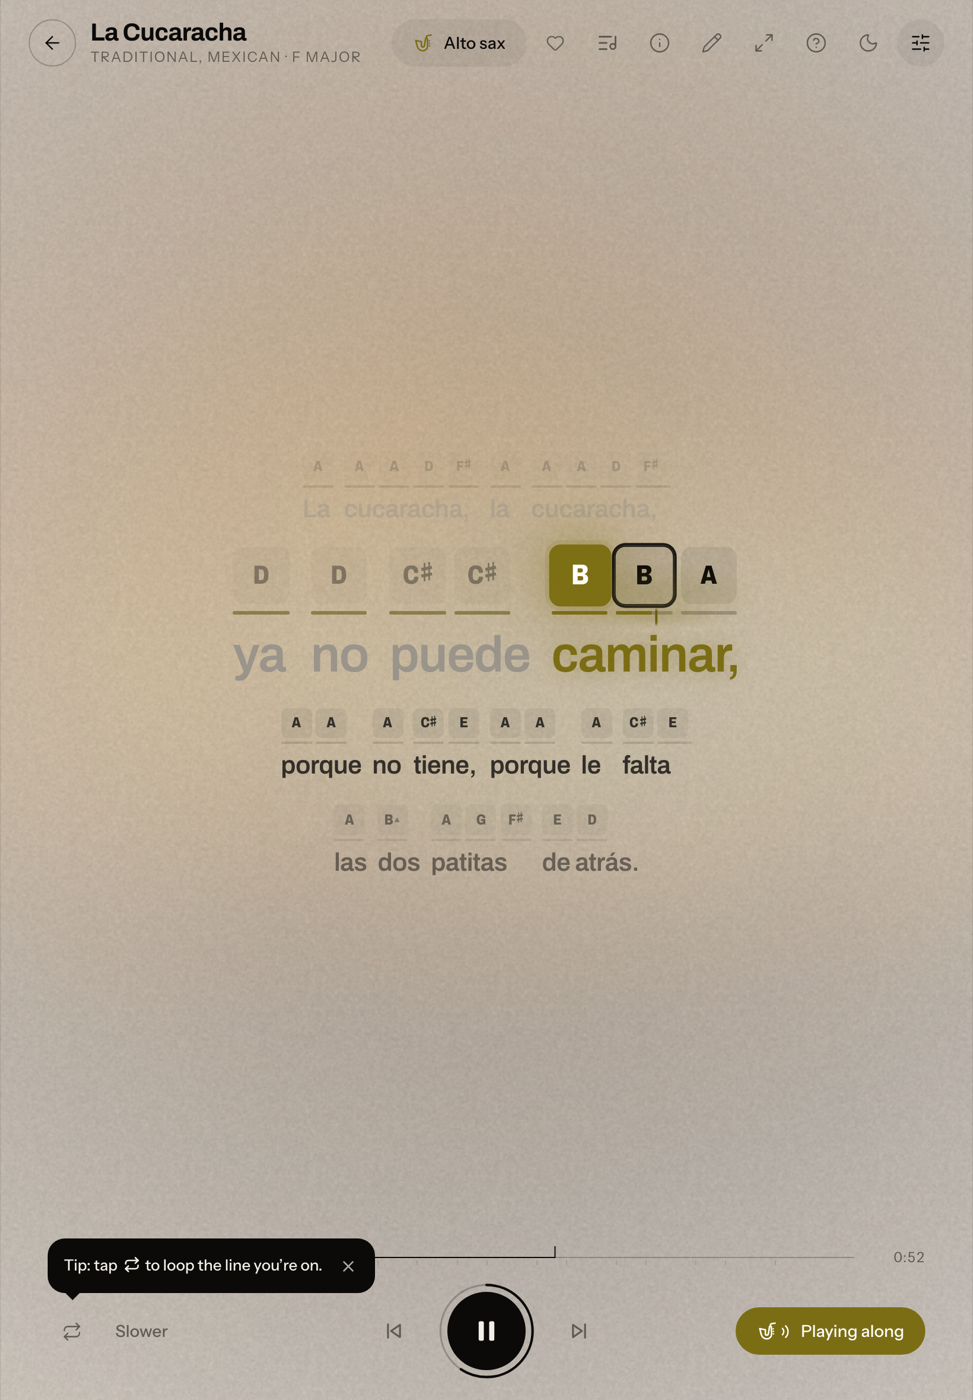 La Cucaracha
TRADITIONAL, MEXICAN · F MAJOR
Alto sax
A A A D F# A A A D F#
La cucaracha, la cucaracha,
D D C# C# B B A
ya no puede caminar,
A A A C# E A A A C# E
porque no tiene, porque le falta
A B▲ A G F# E D
las dos patitas de atrás.
Tip: tap to loop the line you're on.
0:52
Slower
Playing along